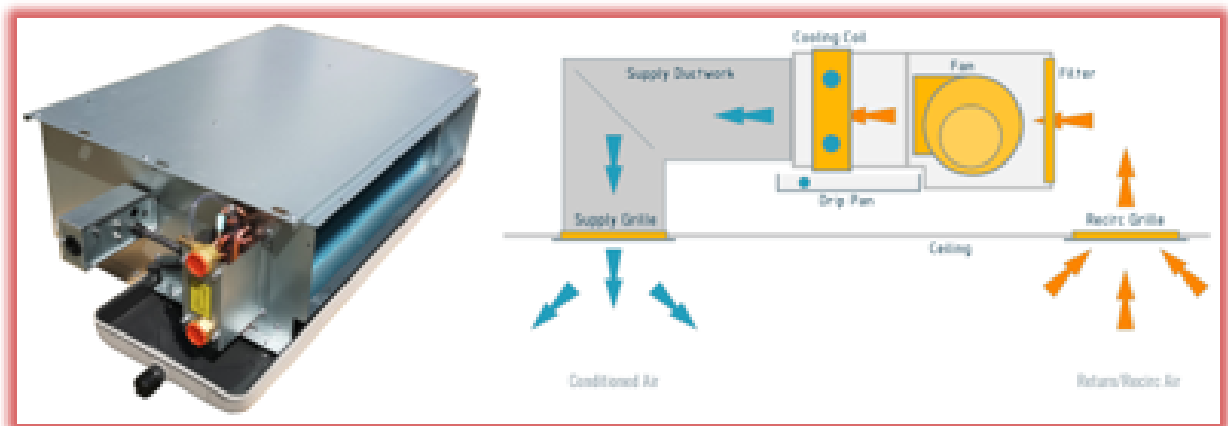 Cooling Coil
Supply Ductwork
Fan
Filter
Drip Pan
Supply Grille
Recirc Grille
Ceiling
Conditioned Air
Return/Recirc Air